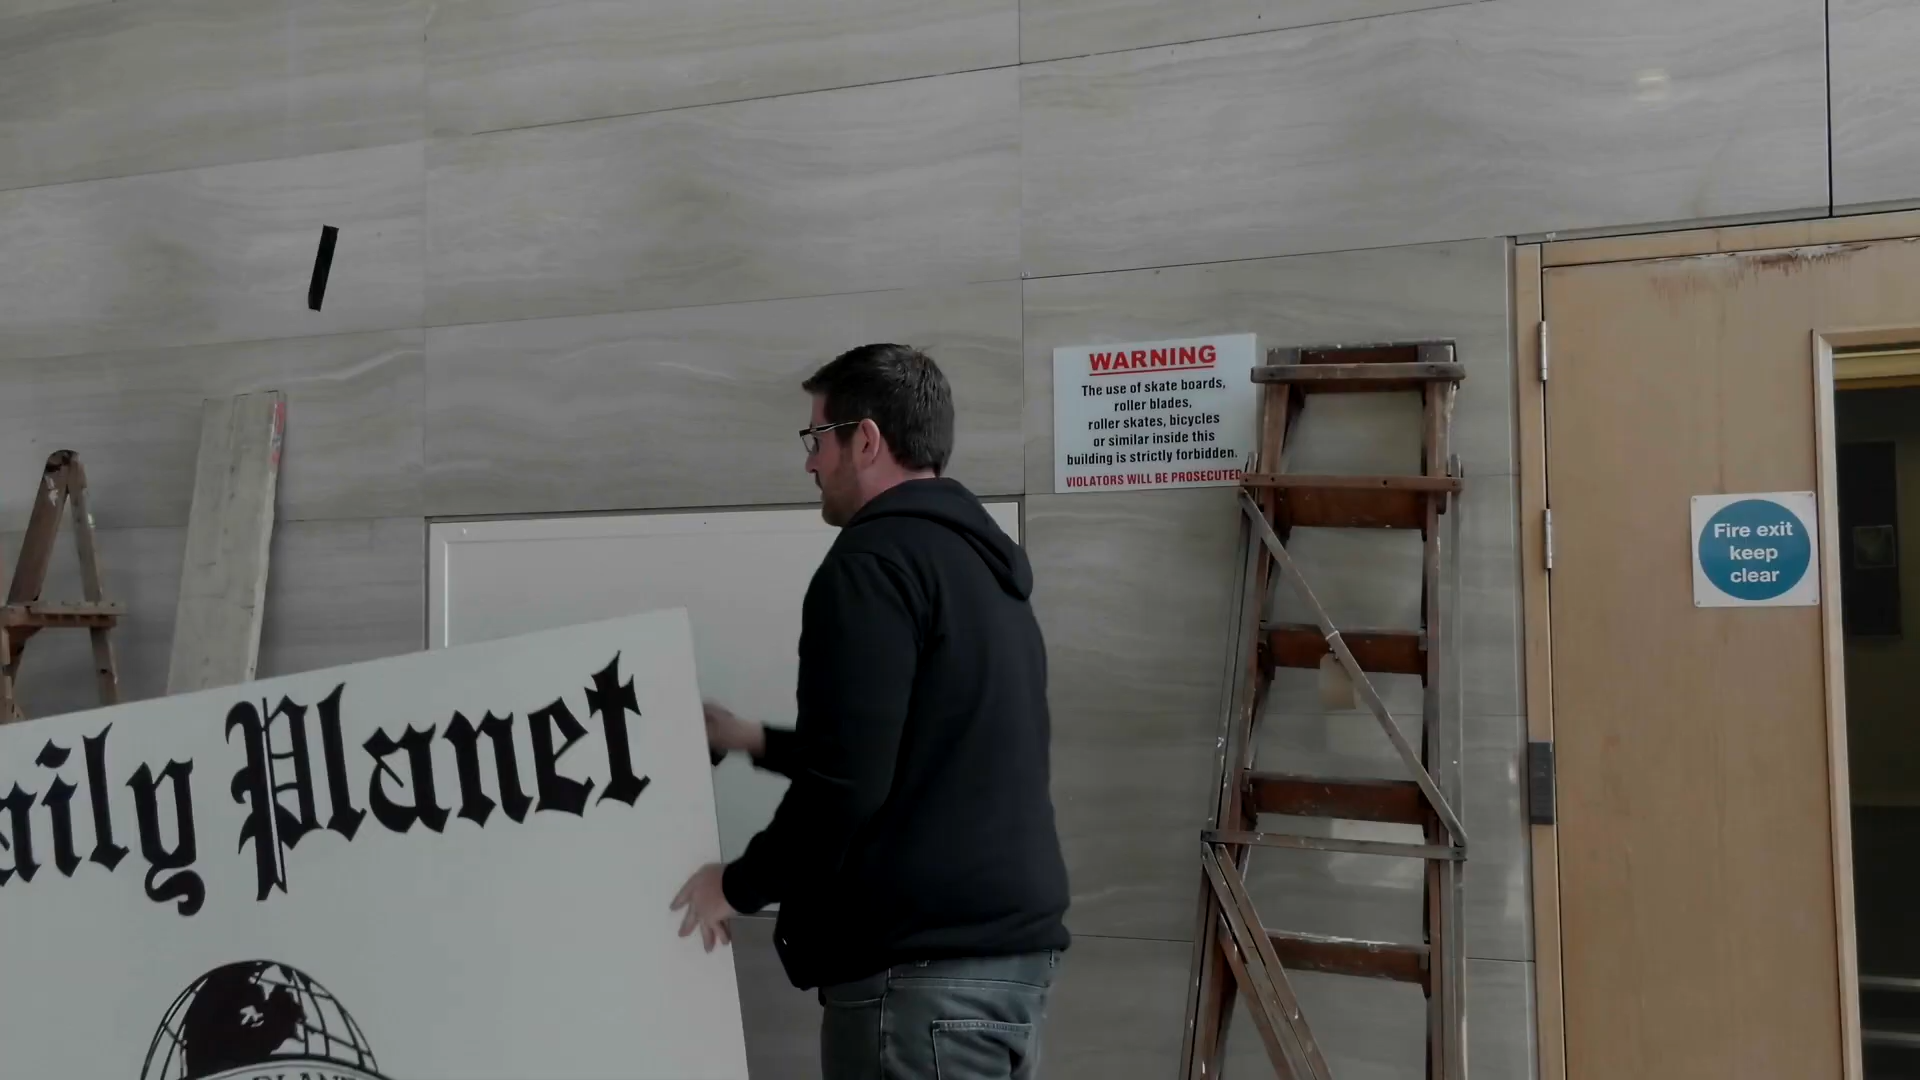 WARNING
The use of skate boards,
roller blades,
roller skates, bicycles
or similar inside this
building is strictly forbidden.
VIOLATORS WILL BE PROSECUTED
Fire exit
keep
clear
aily Planet
PLANET